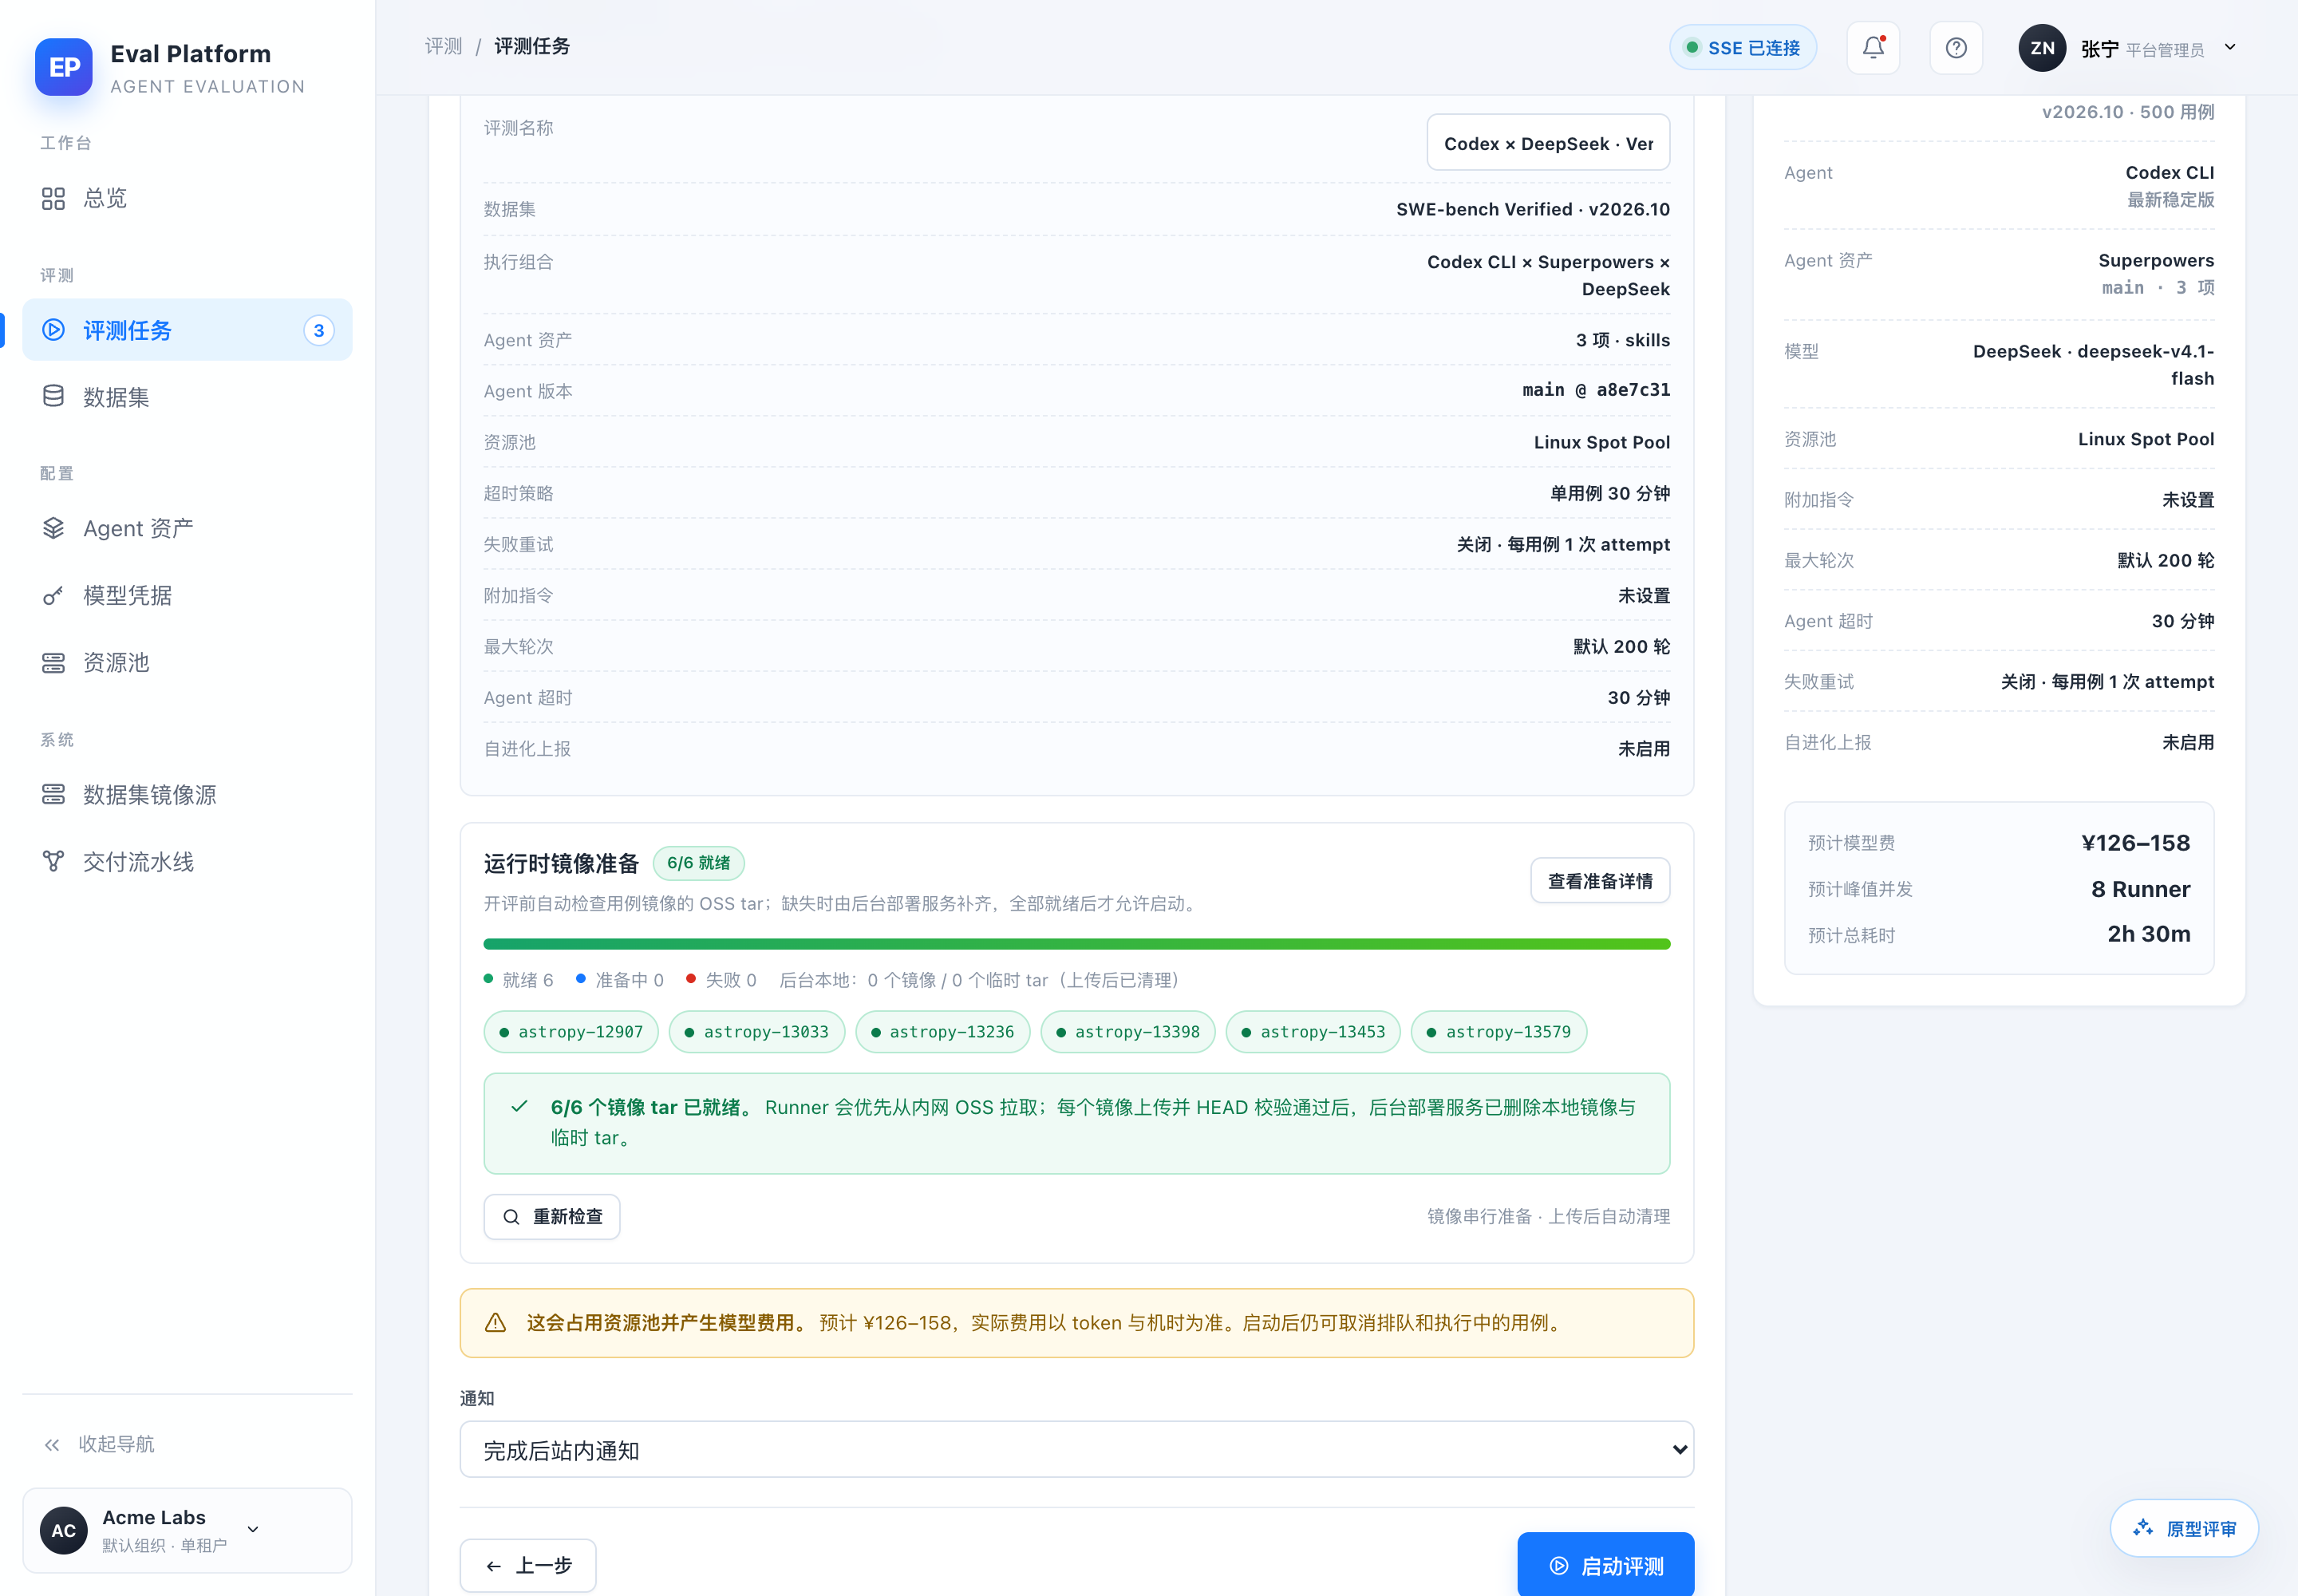 EP
Eval Platform
AGENT EVALUATION
工作台
总览
评测
评测任务 3
数据集
配置
Agent 资产
模型凭据
资源池
系统
数据集镜像源
交付流水线
收起导航
AC
Acme Labs
默认组织 · 单租户
评测 / 评测任务
SSE 已连接
ZN 张宁 平台管理员
评测名称 Codex × DeepSeek · Ver
数据集 SWE-bench Verified · v2026.10
执行组合 Codex CLI × Superpowers ×
DeepSeek
Agent 资产 3 项 · skills
Agent 版本 main @ a8e7c31
资源池 Linux Spot Pool
超时策略 单用例 30 分钟
失败重试 关闭 · 每用例 1 次 attempt
附加指令 未设置
最大轮次 默认 200 轮
Agent 超时 30 分钟
自进化上报 未启用
运行时镜像准备 6/6 就绪
查看准备详情
开评前自动检查用例镜像的 OSS tar；缺失时由后台部署服务补齐，全部就绪后才允许启动。
就绪 6 准备中 0 失败 0 后台本地：0 个镜像 / 0 个临时 tar（上传后已清理）
astropy-12907 astropy-13033 astropy-13236 astropy-13398 astropy-13453 astropy-13579
6/6 个镜像 tar 已就绪。 Runner 会优先从内网 OSS 拉取；每个镜像上传并 HEAD 校验通过后，后台部署服务已删除本地镜像与
临时 tar。
重新检查
镜像串行准备 · 上传后自动清理
这会占用资源池并产生模型费用。 预计 ¥126–158，实际费用以 token 与机时为准。启动后仍可取消排队和执行中的用例。
通知
完成后站内通知
上一步
启动评测
v2026.10 · 500 用例
Agent Codex CLI
最新稳定版
Agent 资产 Superpowers
main · 3 项
模型 DeepSeek · deepseek-v4.1-
flash
资源池 Linux Spot Pool
附加指令 未设置
最大轮次 默认 200 轮
Agent 超时 30 分钟
失败重试 关闭 · 每用例 1 次 attempt
自进化上报 未启用
预计模型费 ¥126–158
预计峰值并发 8 Runner
预计总耗时 2h 30m
原型评审